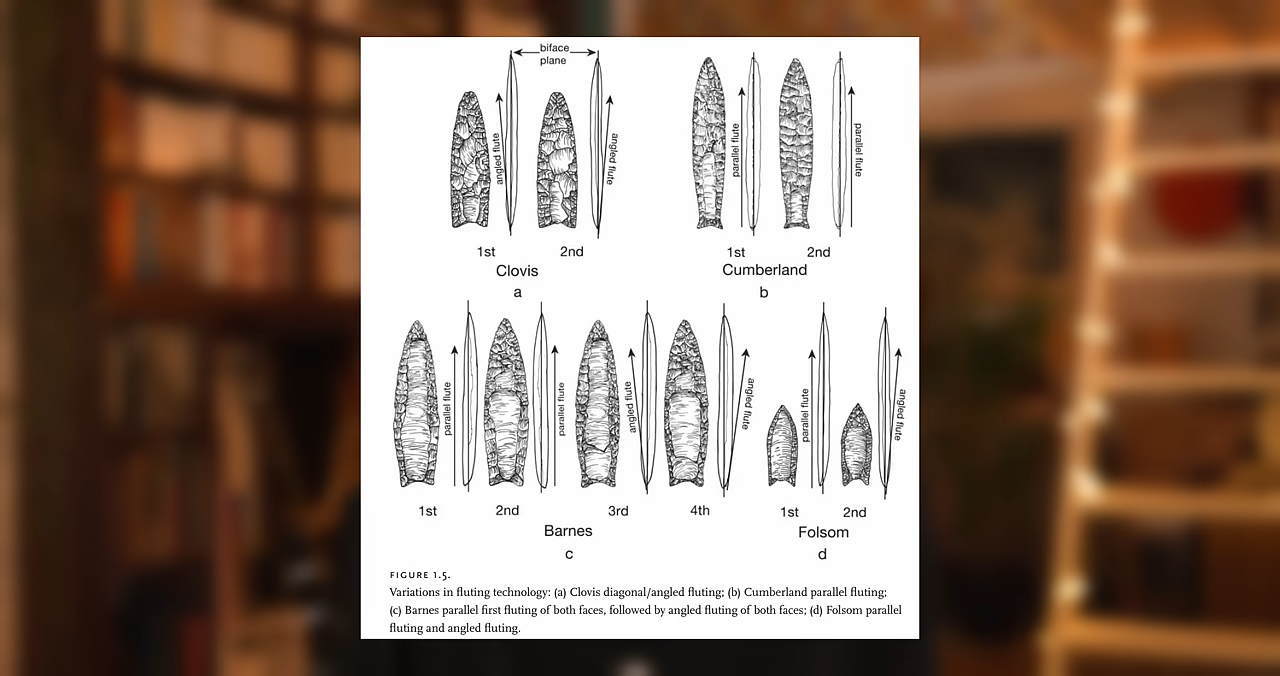 biface
plane
angled flute
angled flute
parallel flute
parallel flute
1st
2nd
1st
2nd
Clovis
Cumberland
a
b
parallel flute
parallel flute
angled flute
angled flute
parallel flute
angled flute
1st
2nd
3rd
4th
1st
2nd
Barnes
Folsom
c
d
FIGURE 1.5.
Variations in fluting technology: (a) Clovis diagonal/angled fluting; (b) Cumberland parallel fluting;
(c) Barnes parallel first fluting of both faces, followed by angled fluting of both faces; (d) Folsom parallel
fluting and angled fluting.